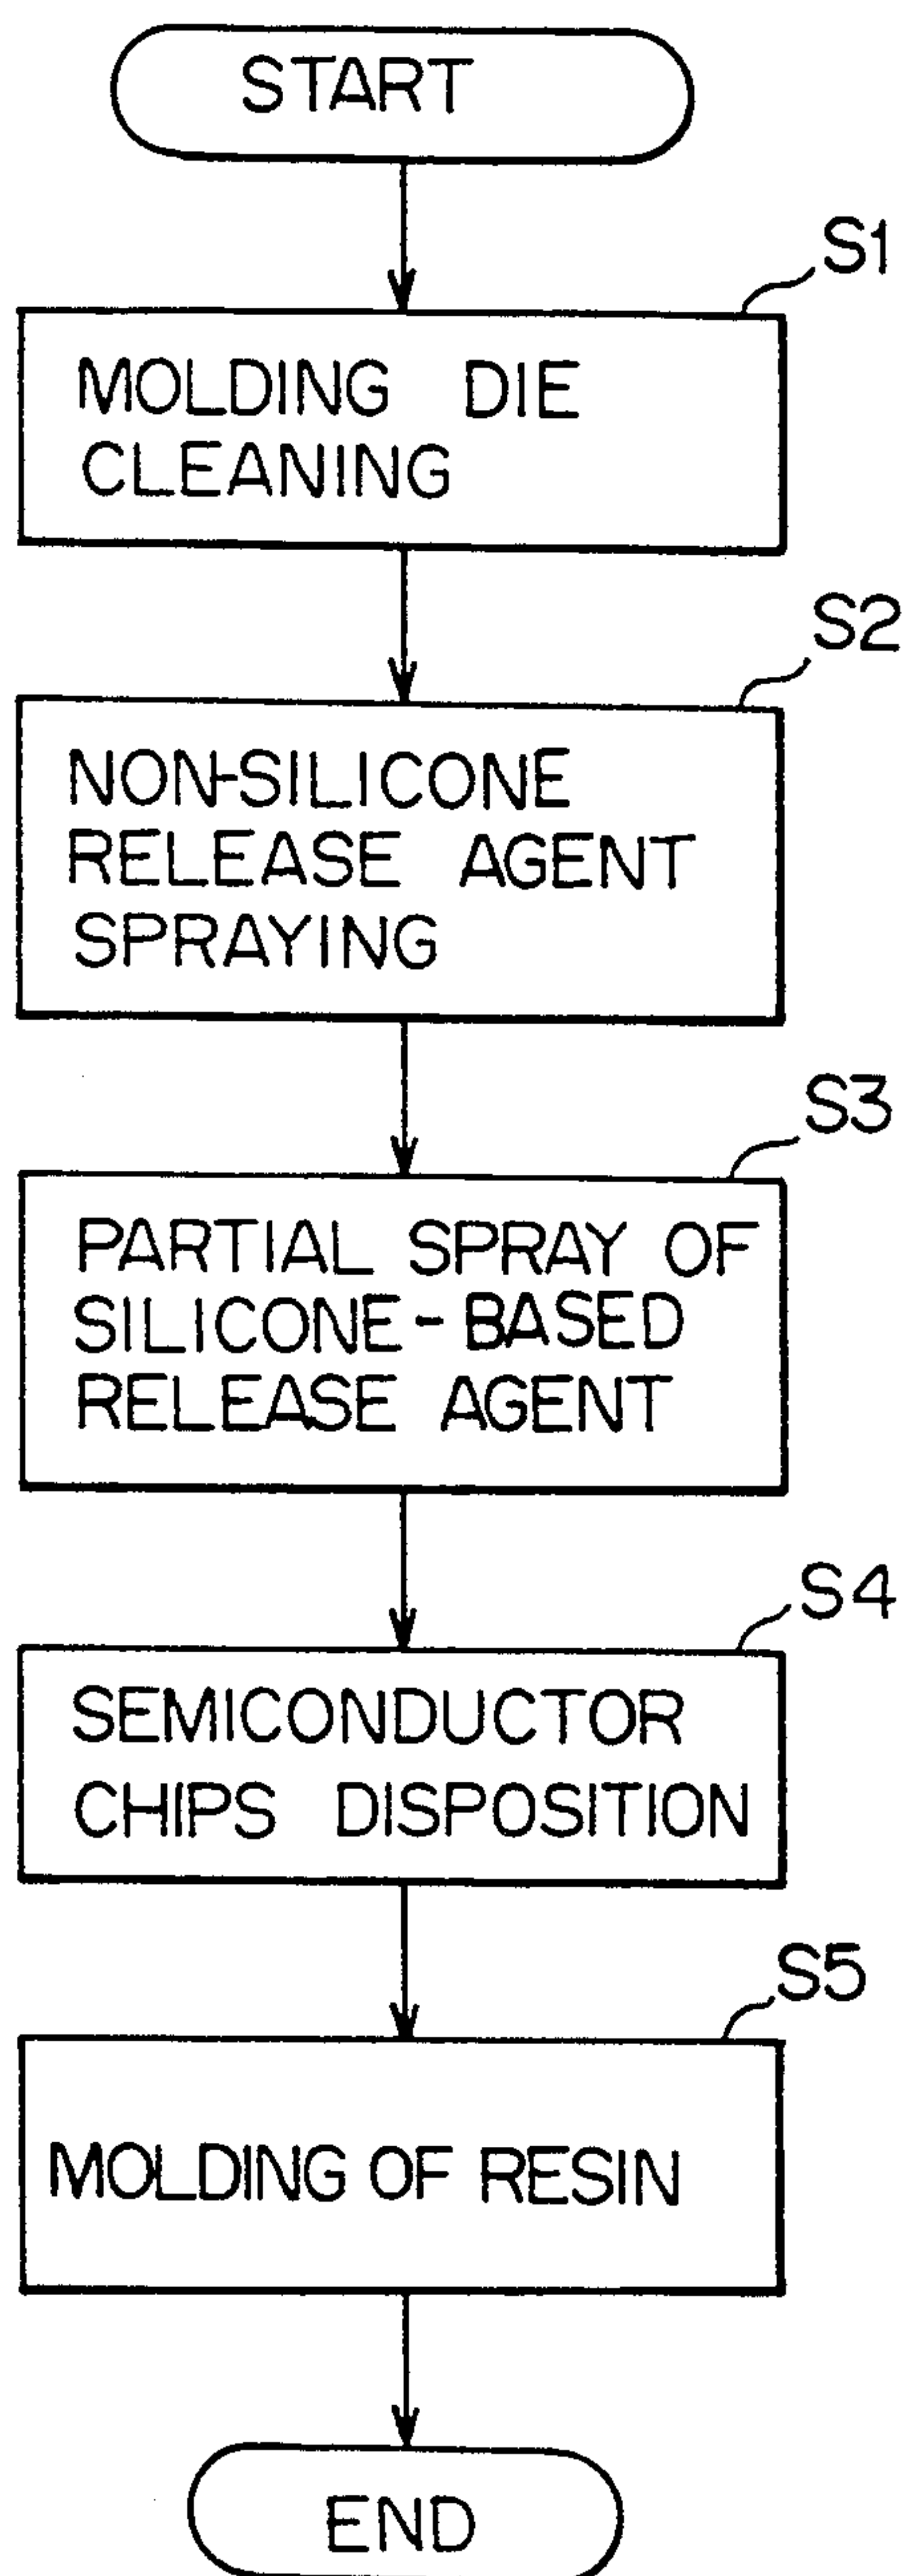 START
S1
MOLDING DIE
CLEANING
S2
NON-SILICONE
RELEASE AGENT
SPRAYING
S3
PARTIAL SPRAY OF
SILICONE-BASED
RELEASE AGENT
S4
SEMICONDUCTOR
CHIPS DISPOSITION
S5
MOLDING OF RESIN
END